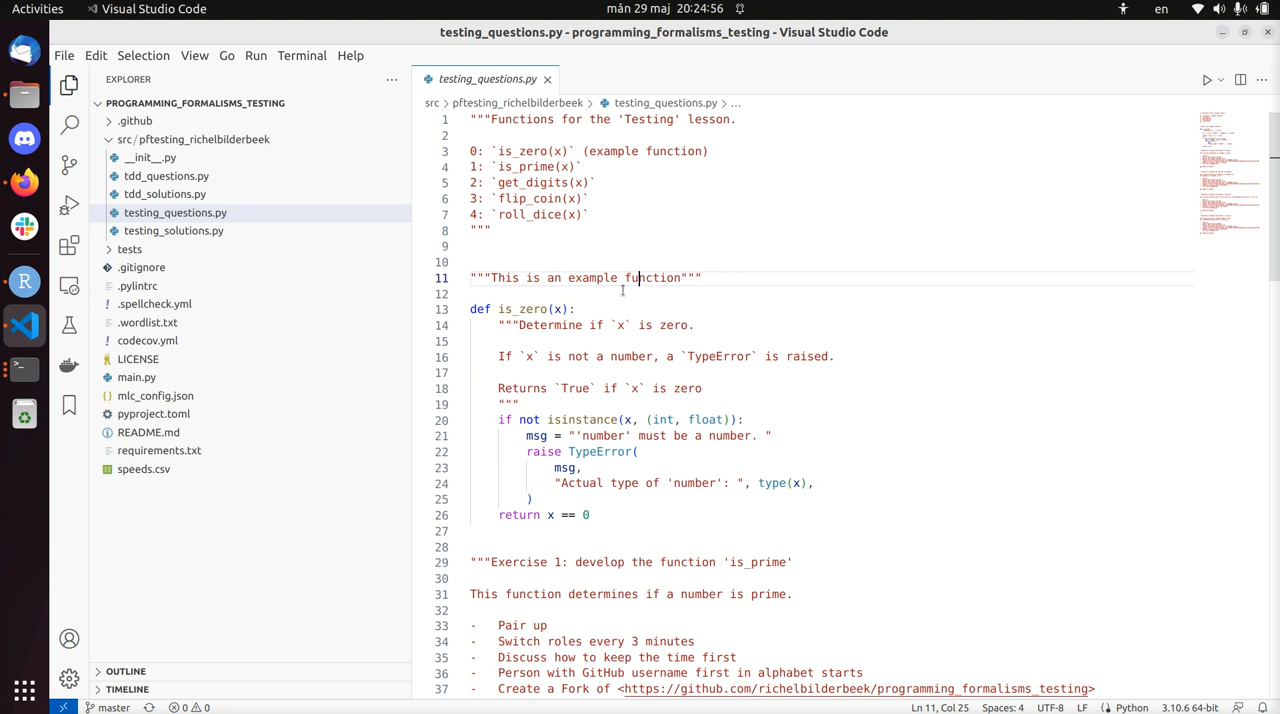 Activities
Visual Studio Code
mån 29 maj 20:24:56
en
testing_questions.py - programming_formalisms_testing - Visual Studio Code
File Edit Selection View Go Run Terminal Help
EXPLORER
PROGRAMMING_FORMALISMS_TESTING
.github
src/pftesting_richelbilderbeek
__init__.py
tdd_questions.py
tdd_solutions.py
testing_questions.py
testing_solutions.py
tests
.gitignore
.pylintrc
.spellcheck.yml
.wordlist.txt
codecov.yml
LICENSE
main.py
mlc_config.json
pyproject.toml
README.md
requirements.txt
speeds.csv
OUTLINE
TIMELINE
testing_questions.py
src > pftesting_richelbilderbeek > testing_questions.py > ...
1 """Functions for the 'Testing' lesson.
2
3 0: `is_zero(x)` (example function)
4 1: `is_prime(x)`
5 2: `get_digits(x)`
6 3: `flip_coin(x)`
7 4: `roll_dice(x)`
8 """
9
10
11 """This is an example function"""
12
13 def is_zero(x):
14 """Determine if `x` is zero.
15
16 If `x` is not a number, a `TypeError` is raised.
17
18 Returns `True` if `x` is zero
19 """
20 if not isinstance(x, (int, float)):
21 msg = "'number' must be a number. "
22 raise TypeError(
23 msg,
24 "Actual type of 'number': ", type(x),
25 )
26 return x == 0
27
28
29 """Exercise 1: develop the function 'is_prime'
30
31 This function determines if a number is prime.
32
33 - Pair up
34 - Switch roles every 3 minutes
35 - Discuss how to keep the time first
36 - Person with GitHub username first in alphabet starts
37 - Create a Fork of <https://github.com/richelbilderbeek/programming_formalisms_testing>
master
0 0
Ln 11, Col 25 Spaces: 4 UTF-8 LF Python 3.10.6 64-bit